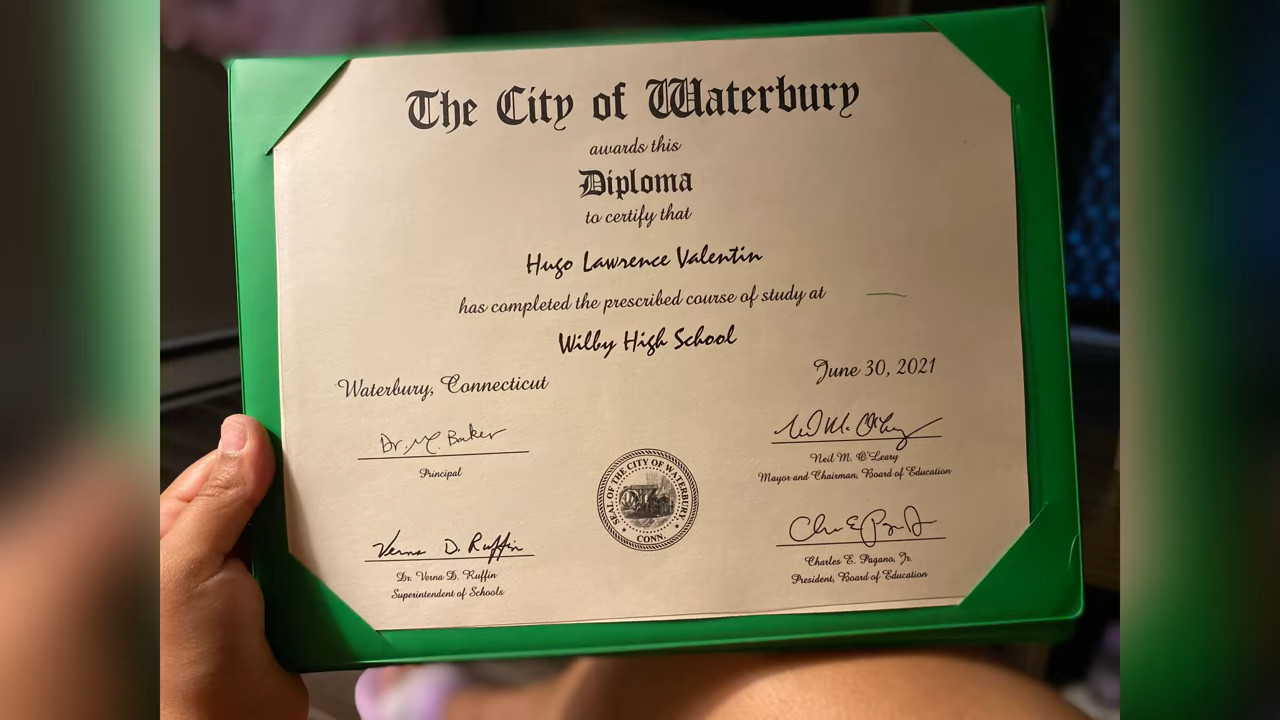 The City of Waterbury
awards this
Diploma
to certify that
Hugo Lawrence Valentin
has completed the prescribed course of study at
Wilby High School
Waterbury, Connecticut
June 30, 2021
Dr. M. Baker
Principal
Neil M. O'Leary
Mayor and Chairman, Board of Education
SEAL OF THE CITY OF WATERBURY,
CONN.
Verna D. Ruffin
Dr. Verna D. Ruffin
Superintendent of Schools
Charles E. Pagano, Jr.
President, Board of Education